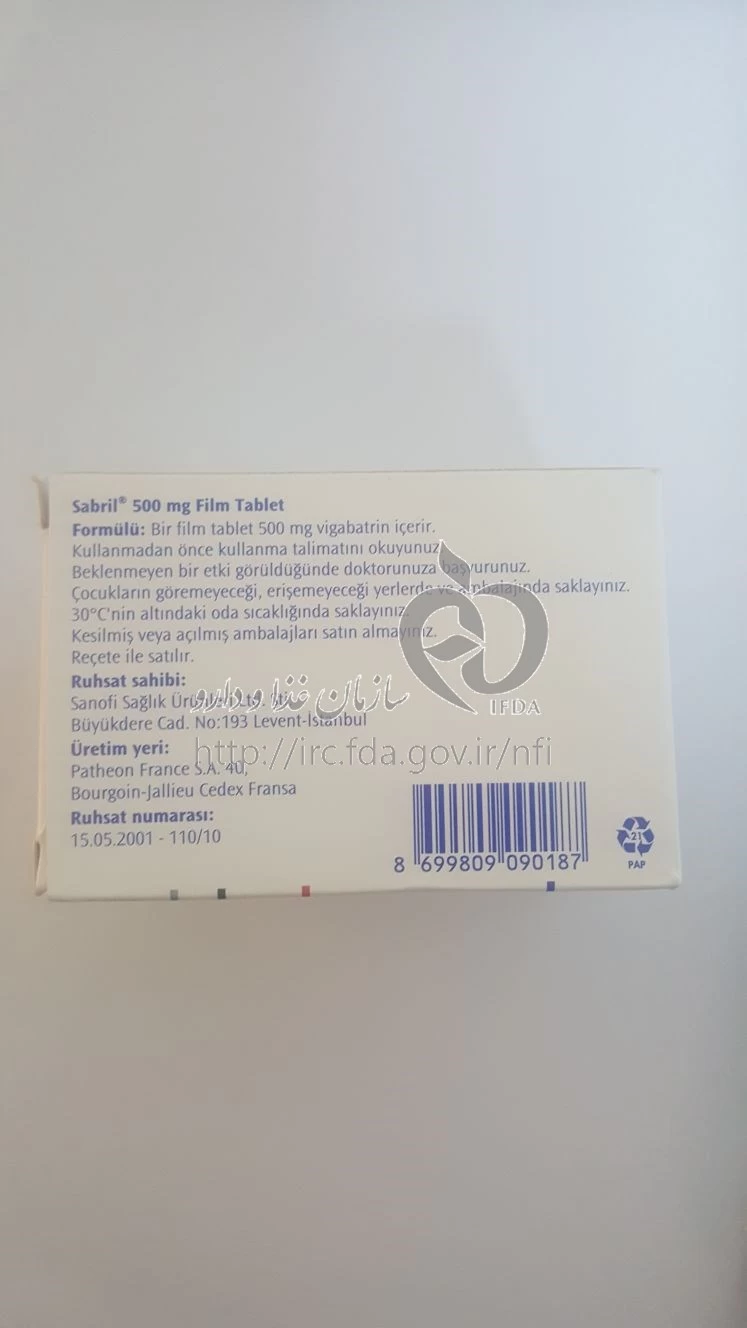 Sabril® 500 mg Film Tablet
Formülü: Bir film tablet 500 mg vigabatrin içerir.
Kullanmadan önce kullanma talimatını okuyunuz.
Beklenmeyen bir etki görüldüğünde doktorunuza başvurunuz.
Çocukların göremeyeceği, erişemeyeceği yerlerde ve ambalajında saklayınız.
30°C'nin altındaki oda sıcaklığında saklayınız.
Kesilmiş veya açılmış ambalajları satın almayınız.
Reçete ile satılır.
Ruhsat sahibi:
Sanofi Sağlık Ürünleri Ltd. Şti.
Büyükdere Cad. No:193 Levent-İstanbul
Üretim yeri:
Patheon France S.A. 40,
Bourgoin-Jallieu Cedex Fransa
Ruhsat numarası:
15.05.2001 - 110/10
8 699809 090187
21
PAP
سازمان غذا و دارو
IFDA
http://irc.fda.gov.ir/nfi